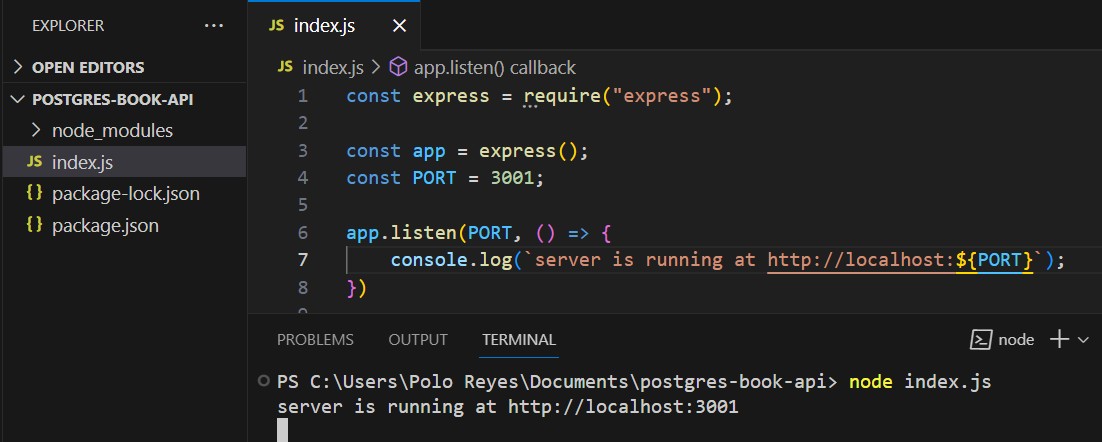 EXPLORER ...
OPEN EDITORS
POSTGRES-BOOK-API
node_modules
JS index.js
{} package-lock.json
{} package.json
JS index.js
JS index.js > app.listen() callback
1 const express = require("express");
2
3 const app = express();
4 const PORT = 3001;
5
6 app.listen(PORT, () => {
7 console.log(`server is running at http://localhost:${PORT}`);
8 })
9
PROBLEMS OUTPUT TERMINAL node
PS C:\Users\Polo Reyes\Documents\postgres-book-api> node index.js
server is running at http://localhost:3001